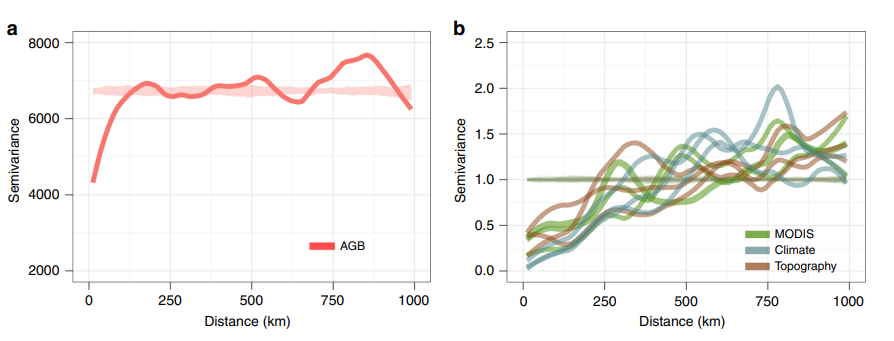 a
8000
6000
4000
2000
Semivariance
AGB
0
250
500
750
1000
Distance (km)
b
2.5
2.0
1.5
1.0
0.5
0.0
Semivariance
MODIS
Climate
Topography
0
250
500
750
1000
Distance (km)